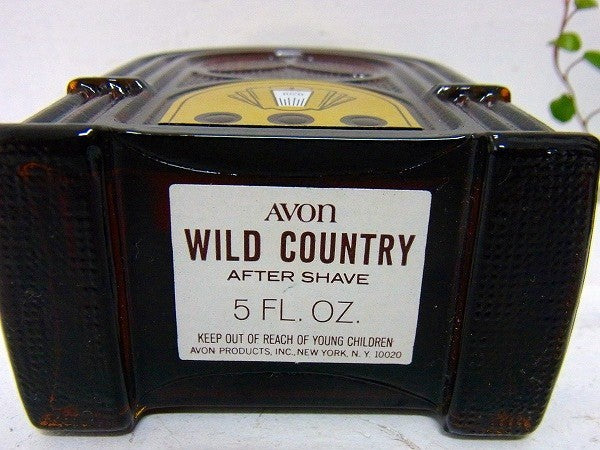 AVON
WILD COUNTRY
AFTER SHAVE
5 FL. OZ.
KEEP OUT OF REACH OF YOUNG CHILDREN
AVON PRODUCTS, INC., NEW YORK, N. Y. 10020